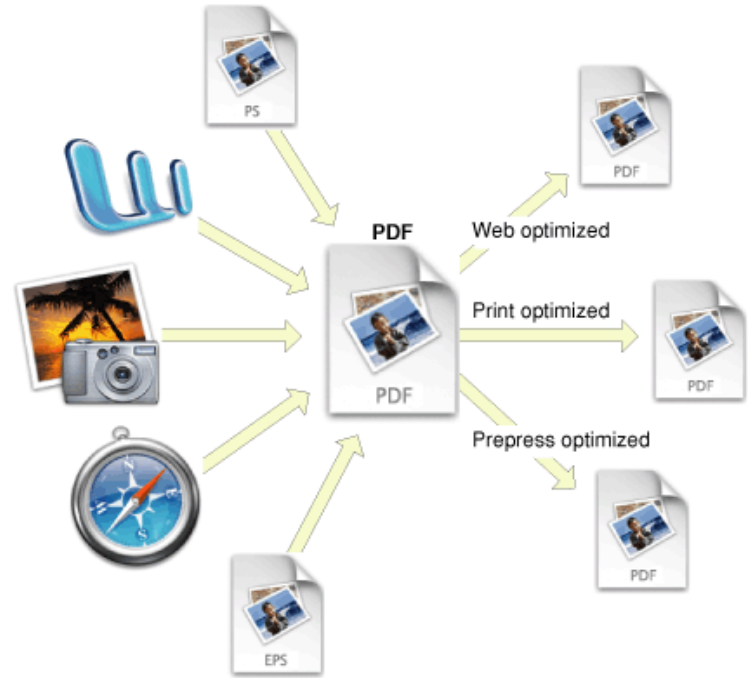 PS
PDF
PDF
Web optimized
PDF
Print optimized
PDF
Prepress optimized
PDF
EPS